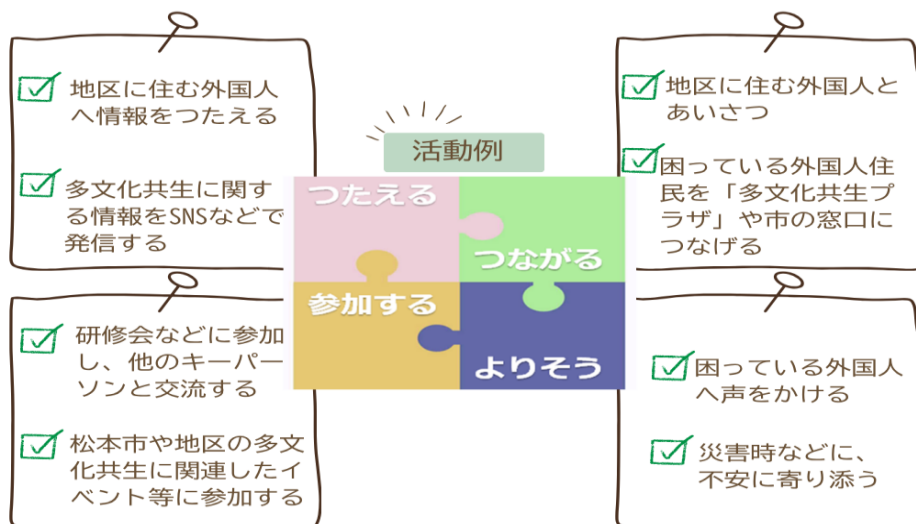 地区に住む外国人
へ情報をつたえる
多文化共生に関す
る情報をSNSなどで
発信する
地区に住む外国人と
あいさつ
困っている外国人住
民を「多文化共生プ
ラザ」や市の窓口に
つなげる
活動例
つたえる
つながる
参加する
よりそう
研修会などに参加
し、他のキーパー
ソンと交流する
松本市や地区の多文
化共生に関連したイ
ベント等に参加する
困っている外国人
へ声をかける
災害時などに、
不安に寄り添う